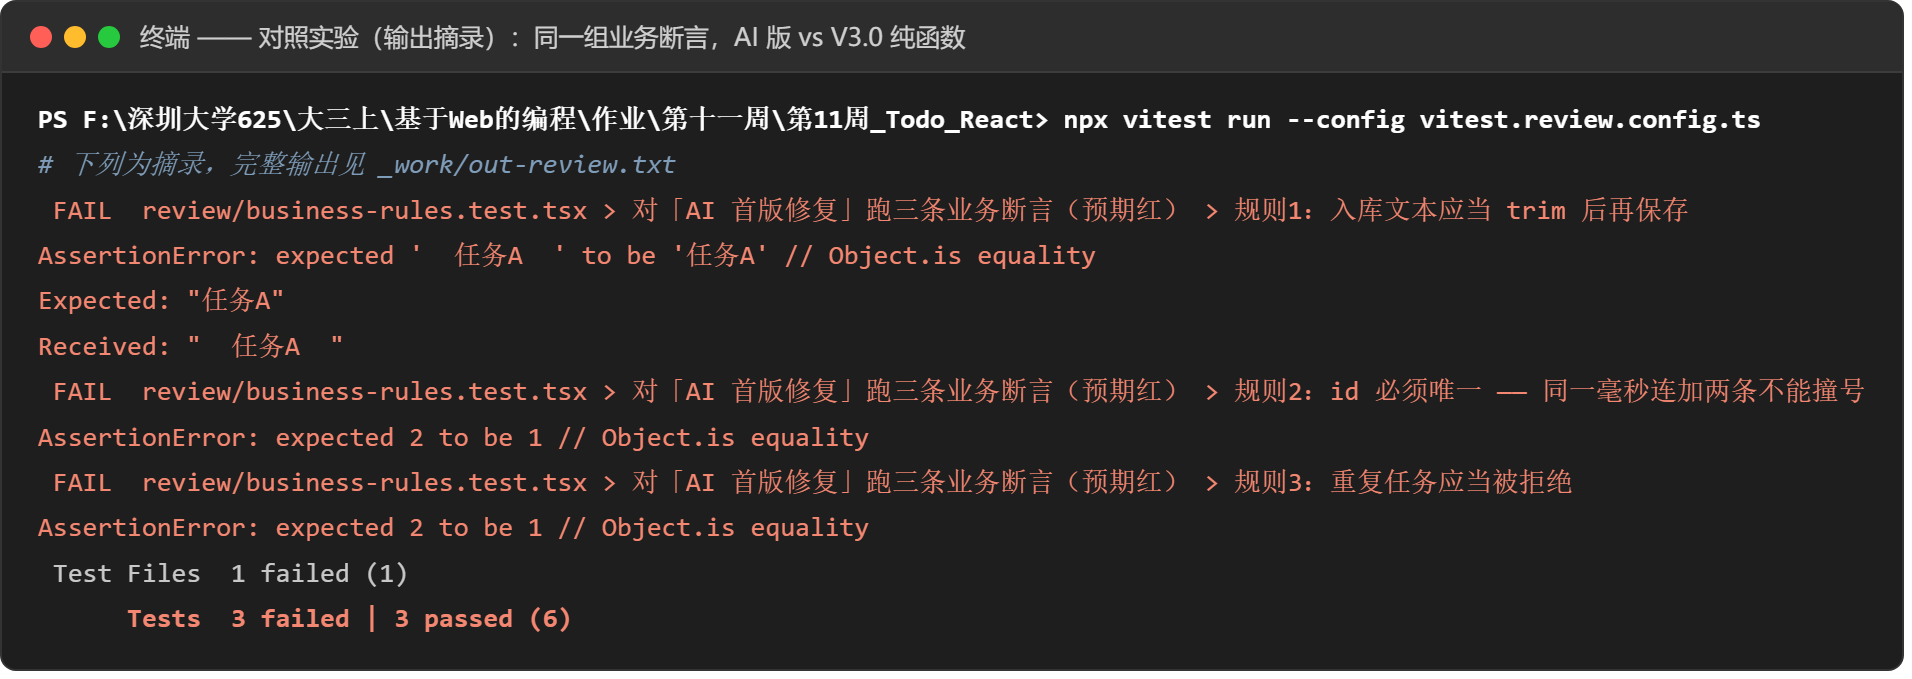 终端 —— 对照实验（输出摘录）：同一组业务断言，AI 版 vs V3.0 纯函数
PS F:\深圳大学625\大三上\基于Web的编程\作业\第十一周\第11周_Todo_React> npx vitest run --config vitest.review.config.ts
# 下列为摘录，完整输出见 _work/out-review.txt
FAIL  review/business-rules.test.tsx > 对「AI 首版修复」跑三条业务断言（预期红） > 规则1：入库文本应当 trim 后再保存
AssertionError: expected '  任务A  ' to be '任务A' // Object.is equality
Expected: "任务A"
Received: "  任务A  "
FAIL  review/business-rules.test.tsx > 对「AI 首版修复」跑三条业务断言（预期红） > 规则2：id 必须唯一 —— 同一毫秒连加两条不能撞号
AssertionError: expected 2 to be 1 // Object.is equality
FAIL  review/business-rules.test.tsx > 对「AI 首版修复」跑三条业务断言（预期红） > 规则3：重复任务应当被拒绝
AssertionError: expected 2 to be 1 // Object.is equality
Test Files  1 failed (1)
Tests  3 failed | 3 passed (6)